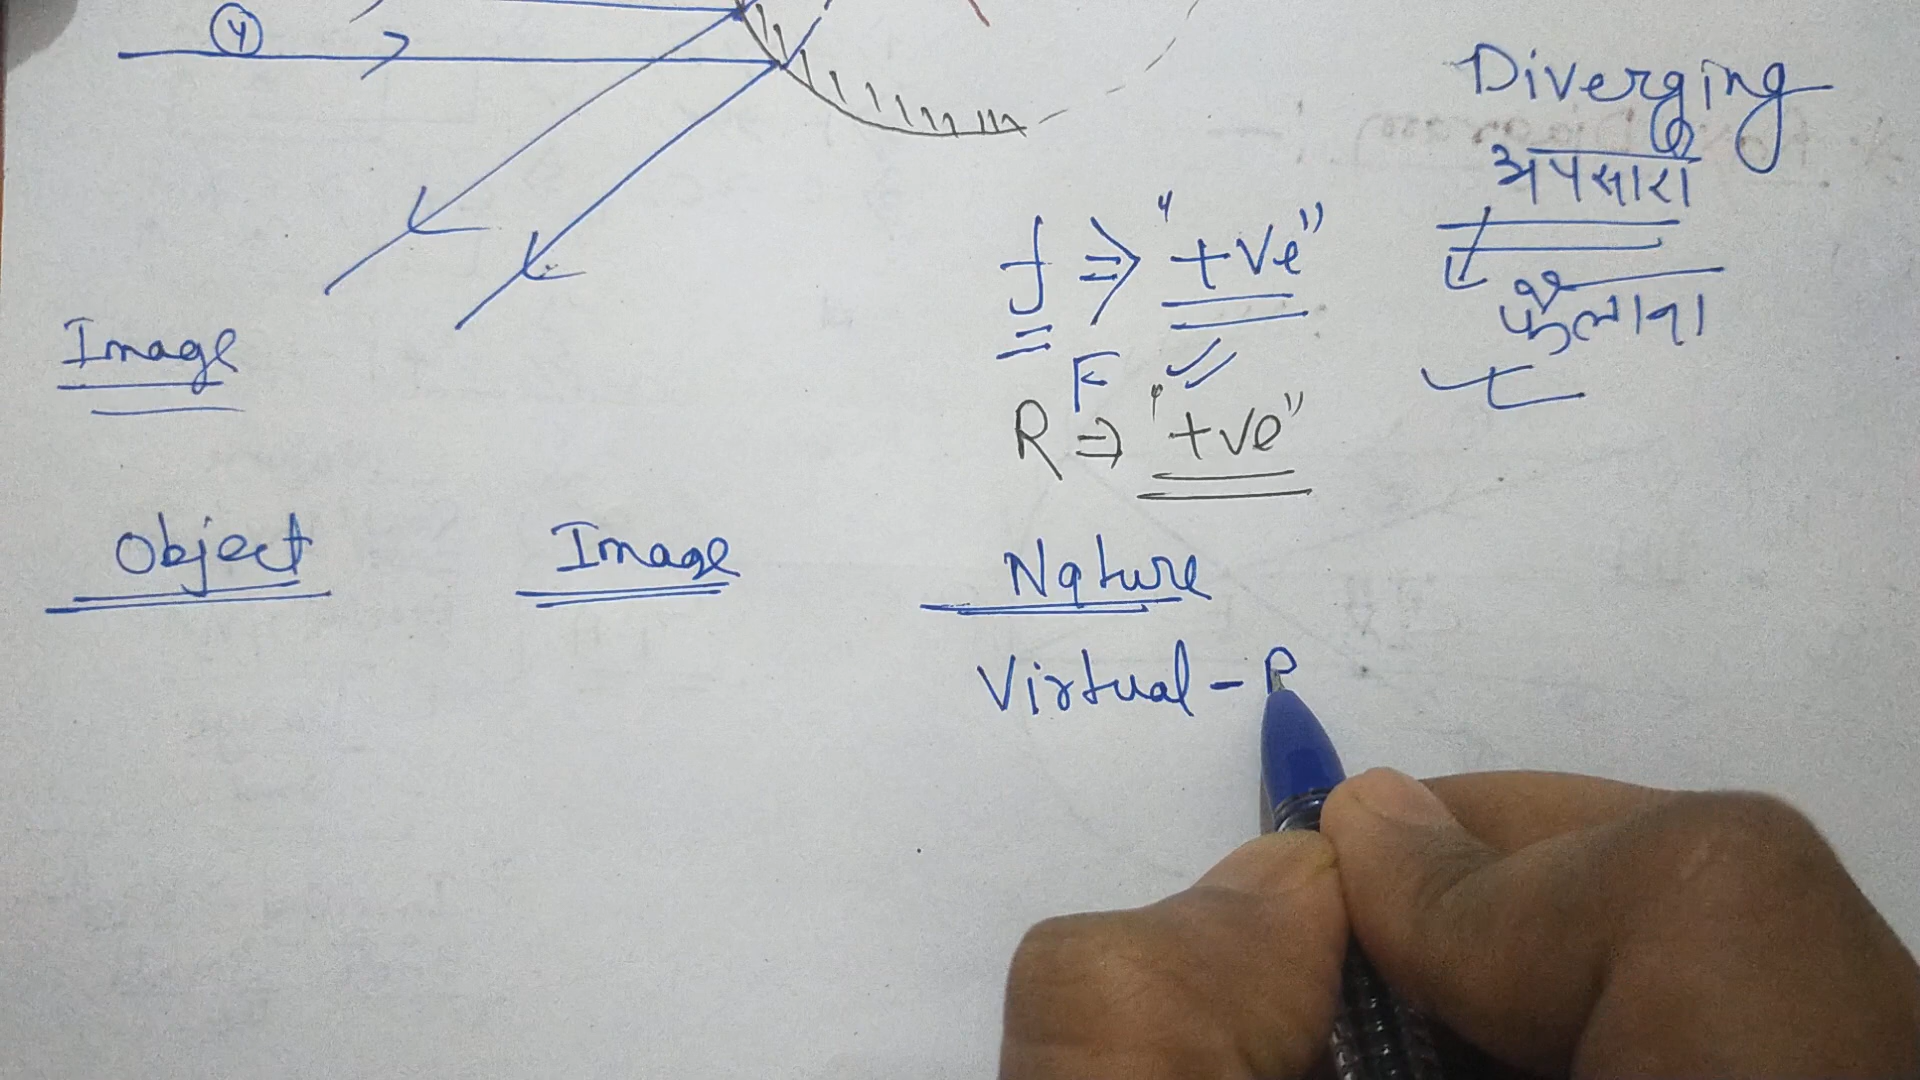 4
Diverging
अपसारी
फैलाना
f ⇒ "+ve"
F
R ⇒ "+ve"
Image
Object Image Nature
Virtual - P